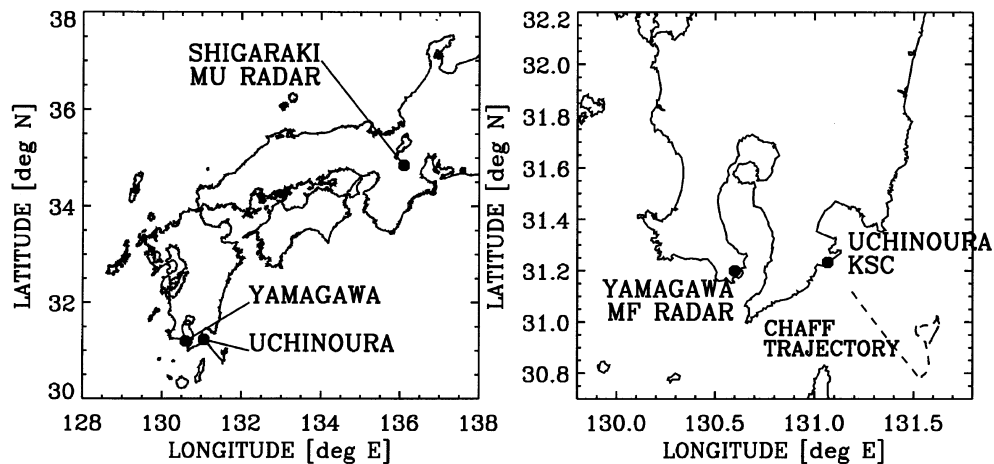 38
36
34
32
30
LATITUDE [deg N]
SHIGARAKI
MU RADAR
YAMAGAWA
UCHINOURA
128
130
132
134
136
138
LONGITUDE [deg E]
32.2
32.0
31.8
31.6
31.4
31.2
31.0
30.8
LATITUDE [deg N]
UCHINOURA
KSC
YAMAGAWA
MF RADAR
CHAFF
TRAJECTORY
130.0
130.5
131.0
131.5
LONGITUDE [deg E]